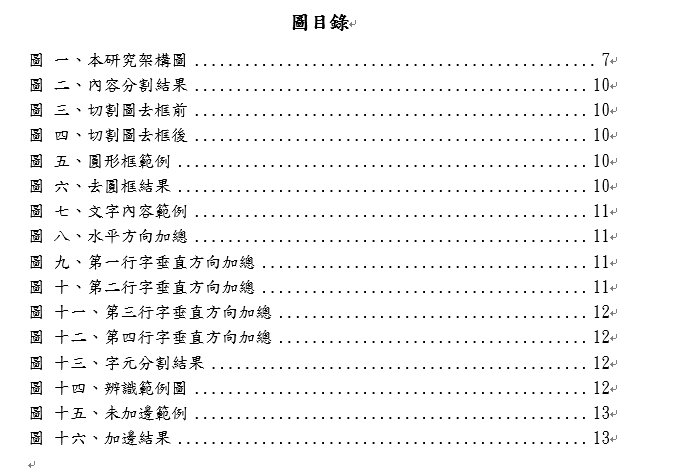 圖目錄
圖 一、本研究架構圖 ................................................ 7
圖 二、內容分割結果 ................................................ 10
圖 三、切割圖去框前 ................................................ 10
圖 四、切割圖去框後 ................................................ 10
圖 五、圓形框範例 .................................................. 10
圖 六、去圓框結果 .................................................. 10
圖 七、文字內容範例 ................................................ 11
圖 八、水平方向加總 ................................................ 11
圖 九、第一行字垂直方向加總 ........................................ 11
圖 十、第二行字垂直方向加總 ........................................ 11
圖 十一、第三行字垂直方向加總 ...................................... 12
圖 十二、第四行字垂直方向加總 ...................................... 12
圖 十三、字元分割結果 .............................................. 12
圖 十四、辨識範例圖 ................................................ 12
圖 十五、未加邊範例 ................................................ 13
圖 十六、加邊結果 .................................................. 13